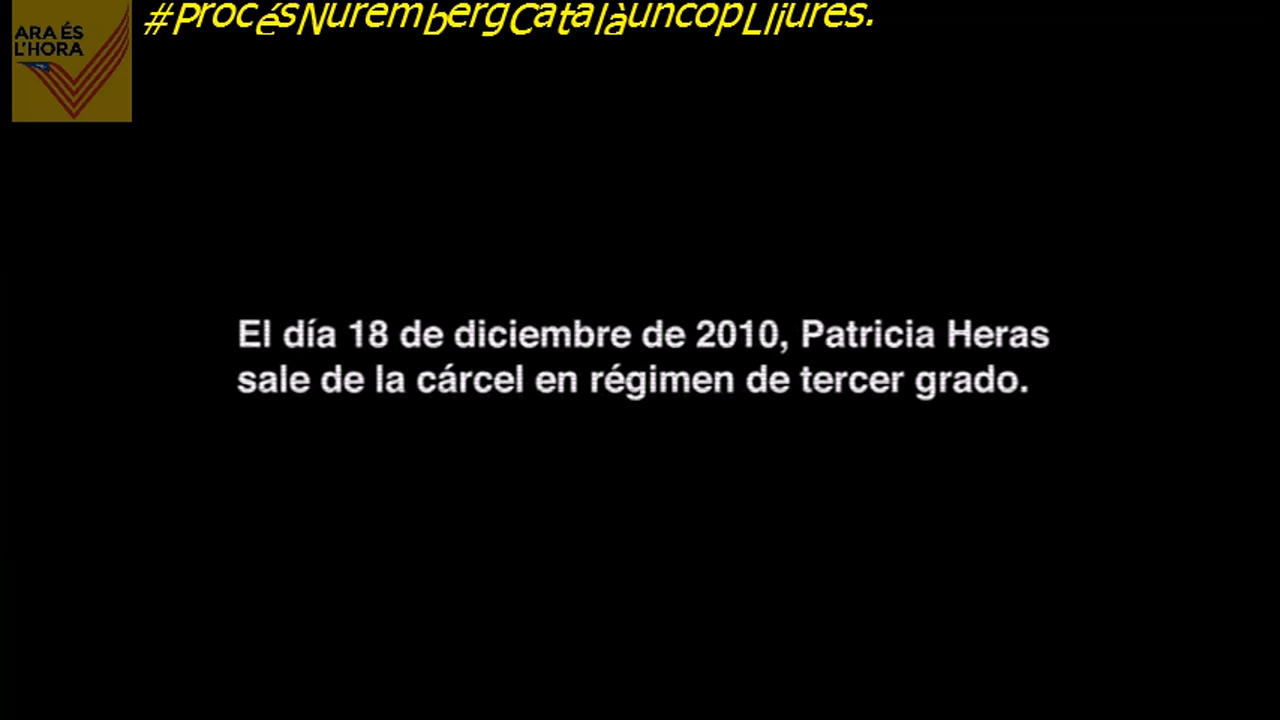 #ProcésNurembergCatalàuncopLliures.
ARA ÉS
L'HORA
El día 18 de diciembre de 2010, Patricia Heras
sale de la cárcel en régimen de tercer grado.